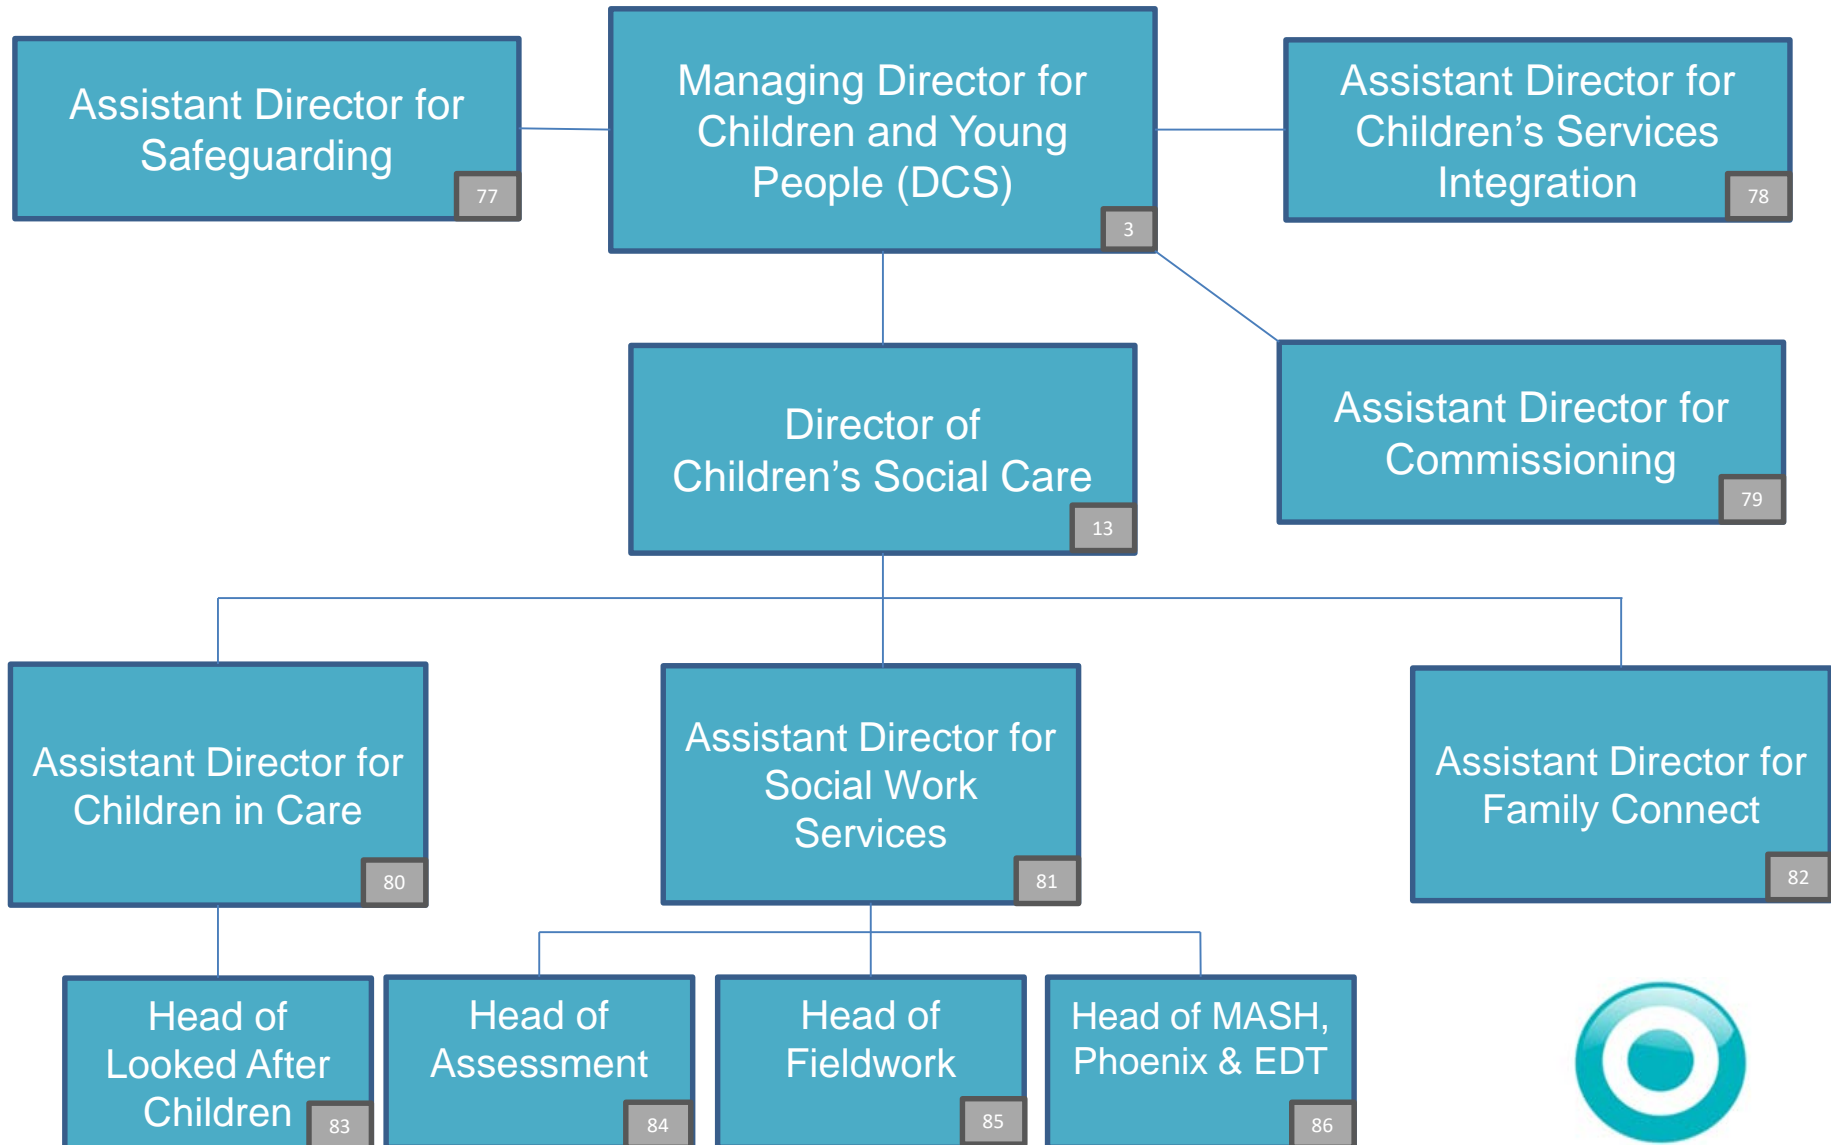 Assistant Director for
Safeguarding
77
Managing Director for
Children and Young
People (DCS)
3
Assistant Director for
Children’s Services
Integration
78
Director of
Children’s Social Care
13
Assistant Director for
Commissioning
79
Assistant Director for
Children in Care
80
Assistant Director for
Social Work
Services
81
Assistant Director for
Family Connect
82
Head of
Looked After
Children
83
Head of
Assessment
84
Head of
Fieldwork
85
Head of MASH,
Phoenix & EDT
86